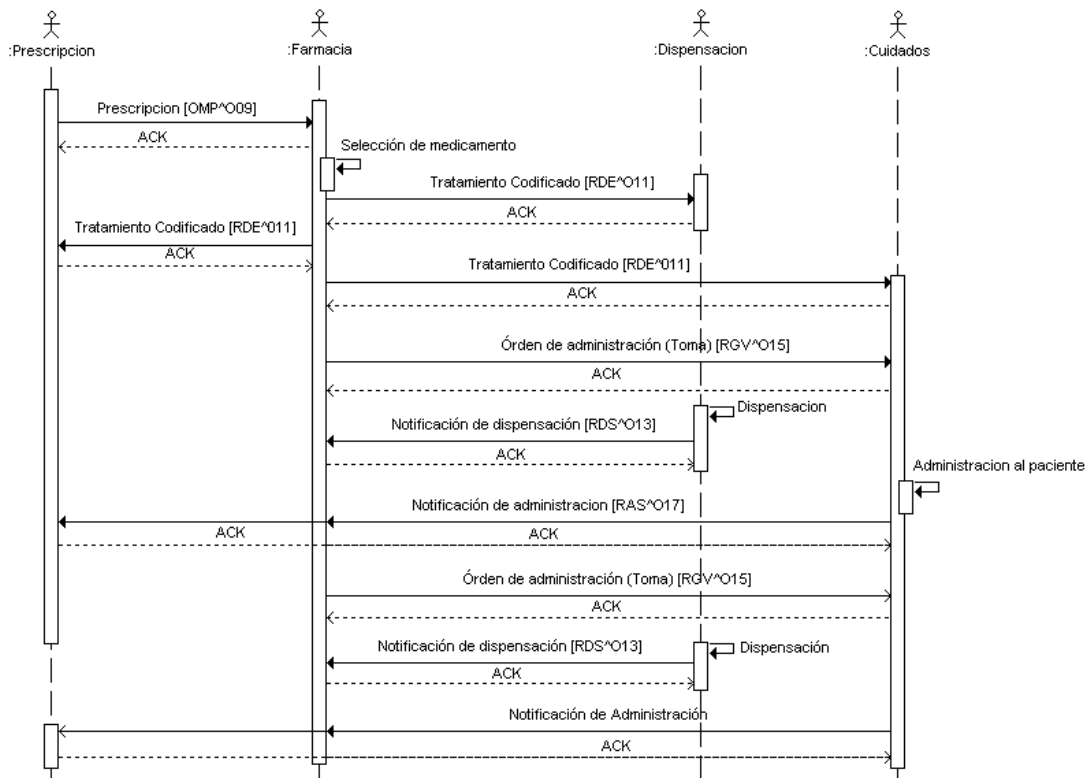 :Prescripcion
:Farmacia
:Dispensacion
:Cuidados
Prescripcion [OMP^O09]
ACK
Selección de medicamento
Tratamiento Codificado [RDE^O11]
ACK
Tratamiento Codificado [RDE^011]
ACK
Tratamiento Codificado [RDE^011]
ACK
Órden de administración (Toma) [RGV^O15]
ACK
Dispensacion
Notificación de dispensación [RDS^O13]
ACK
Administracion al paciente
Notificación de administracion [RAS^O17]
ACK
ACK
Órden de administración (Toma) [RGV^O15]
ACK
Notificación de dispensación [RDS^O13]
Dispensación
ACK
Notificación de Administración
ACK